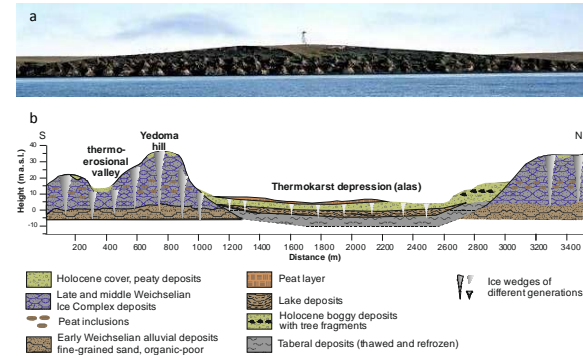 a
b
S
N
Yedoma
hill
thermo-
erosional
valley
Thermokarst depression (alas)
Height (m a. s. l.)
40
30
20
10
0
-10
200 400 600 800 1000 1200 1400 1600 1800 2000 2200 2400 2600 2800 3000 3200 3400
Distance (m)
Holocene cover, peaty deposits
Late and middle Weichselian
Ice Complex deposits
Peat inclusions
Early Weichselian alluvial deposits
fine-grained sand, organic-poor
Peat layer
Lake deposits
Holocene boggy deposits
with tree fragments
Taberal deposits (thawed and refrozen)
Ice wedges of
different generations